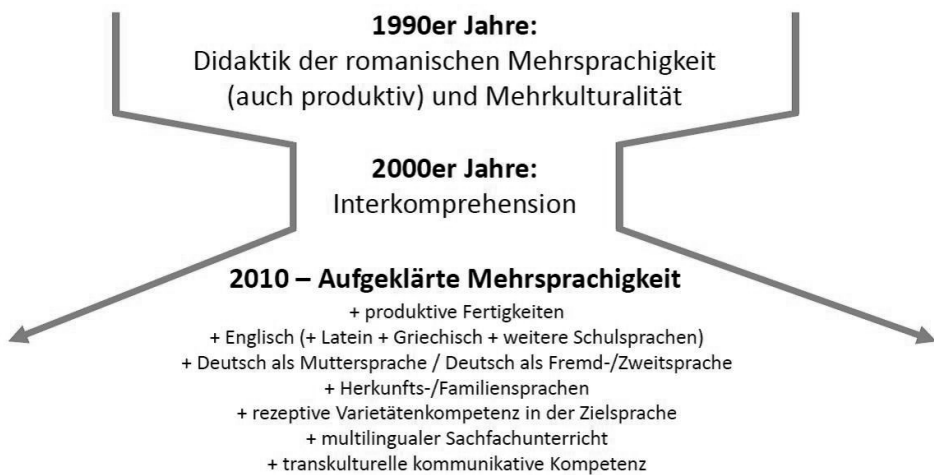 1990er Jahre:
Didaktik der romanischen Mehrsprachigkeit
(auch produktiv) und Mehrkulturalität
2000er Jahre:
Interkomprehension
2010 – Aufgeklärte Mehrsprachigkeit
+ produktive Fertigkeiten
+ Englisch (+ Latein + Griechisch + weitere Schulsprachen)
+ Deutsch als Muttersprache / Deutsch als Fremd-/Zweitsprache
+ Herkunfts-/Familiensprachen
+ rezeptive Varietätenkompetenz in der Zielsprache
+ multilingualer Sachfachunterricht
+ transkulturelle kommunikative Kompetenz